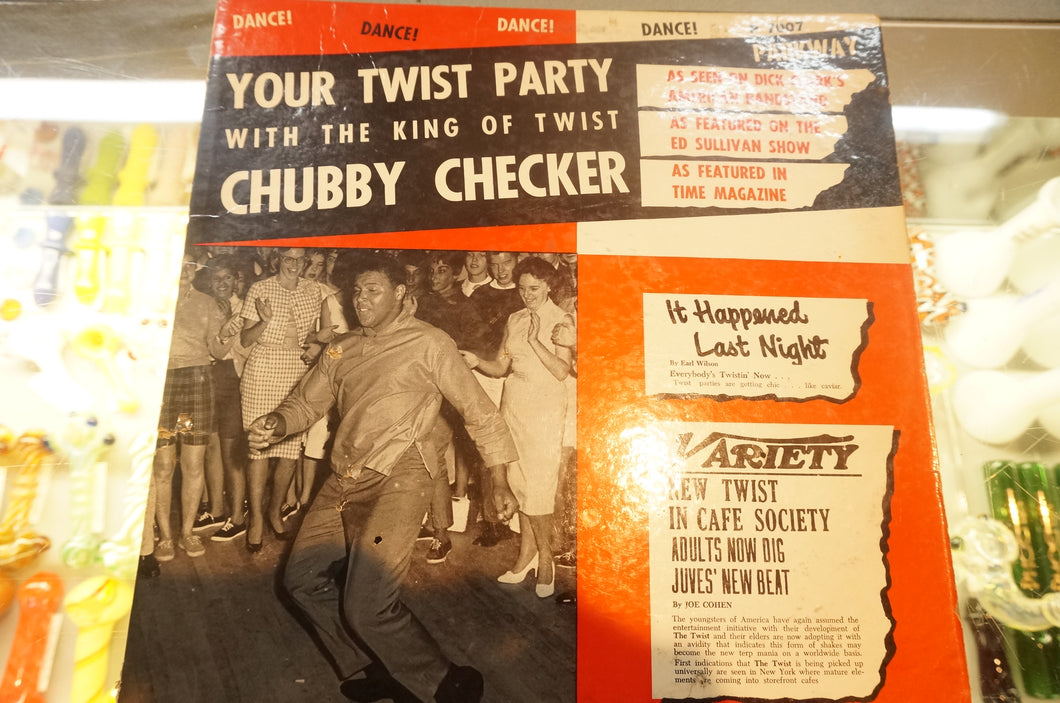 DANCE! DANCE! DANCE! DANCE! P 7007
PARKWAY
YOUR TWIST PARTY
WITH THE KING OF TWIST
CHUBBY CHECKER
AS SEEN ON DICK CLARK'S
AMERICAN BANDSTAND
AS FEATURED ON THE
ED SULLIVAN SHOW
AS FEATURED IN
TIME MAGAZINE
It Happened
Last Night
By Earl Wilson
Everybody's Twistin' Now . . .
Twist parties are getting chic . . . like caviar.
VARIETY
NEW TWIST
IN CAFE SOCIETY
ADULTS NOW DIG
JUVES' NEW BEAT
By JOE COHEN
The youngsters of America have again assumed the
entertainment initiative with their development of
The Twist and their elders are now adopting it with
an avidity that indicates this form of shakes may
become the new terp mania on a worldwide basis.
First indications that The Twist is being picked up
universally are seen in New York where mature ele-
ments are coming into storefront cafes